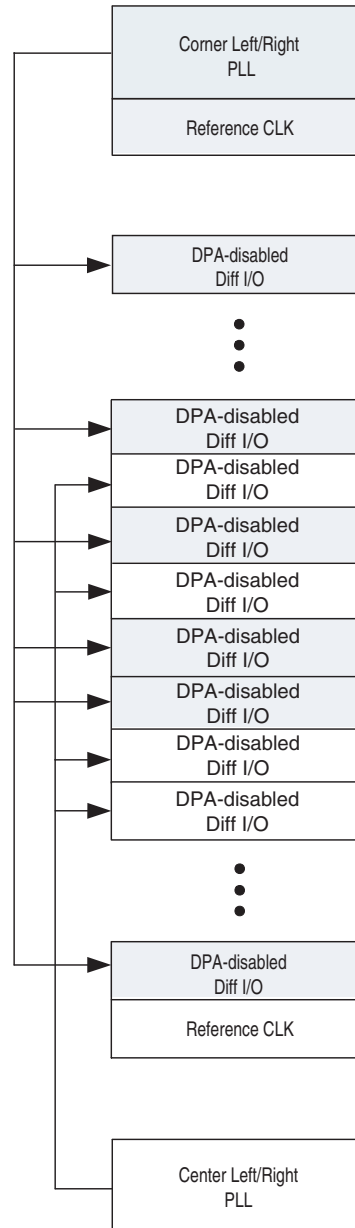 Corner Left/Right
PLL
Reference CLK
DPA-disabled
Diff I/O
DPA-disabled
Diff I/O
DPA-disabled
Diff I/O
DPA-disabled
Diff I/O
DPA-disabled
Diff I/O
DPA-disabled
Diff I/O
DPA-disabled
Diff I/O
DPA-disabled
Diff I/O
DPA-disabled
Diff I/O
DPA-disabled
Diff I/O
Reference CLK
Center Left/Right
PLL